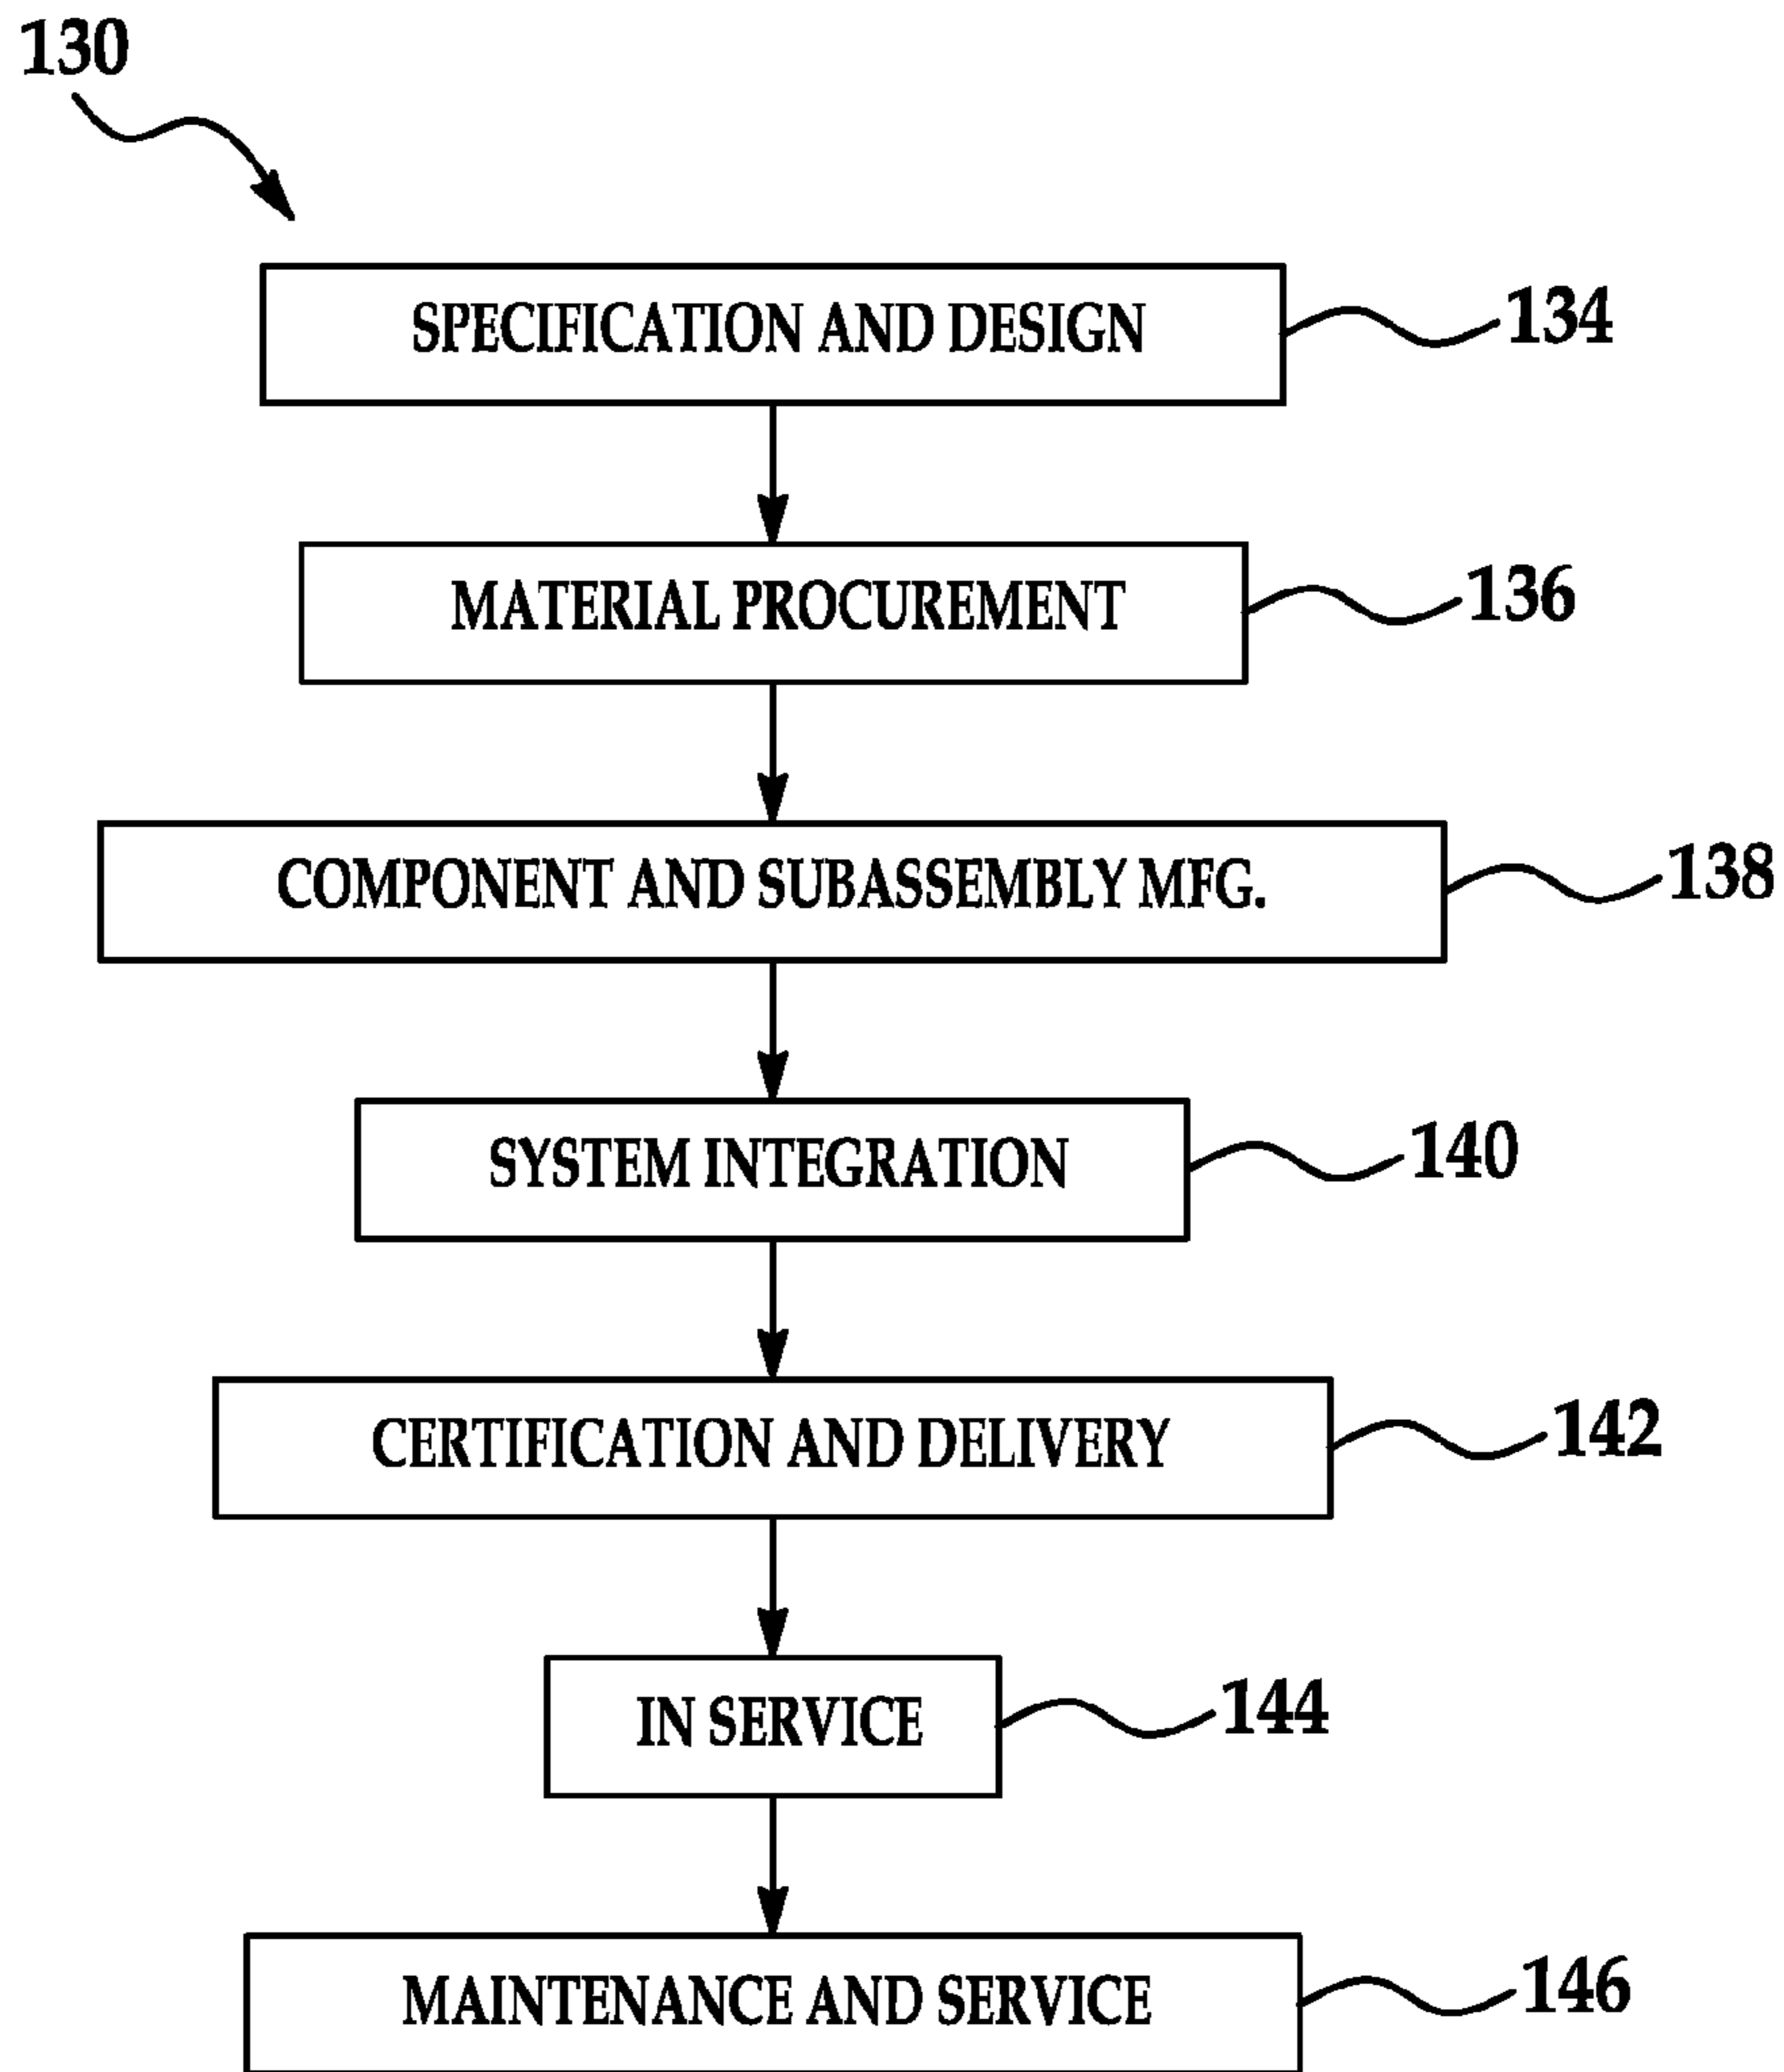 130
SPECIFICATION AND DESIGN 134
MATERIAL PROCUREMENT 136
COMPONENT AND SUBASSEMBLY MFG. 138
SYSTEM INTEGRATION 140
CERTIFICATION AND DELIVERY 142
IN SERVICE 144
MAINTENANCE AND SERVICE 146